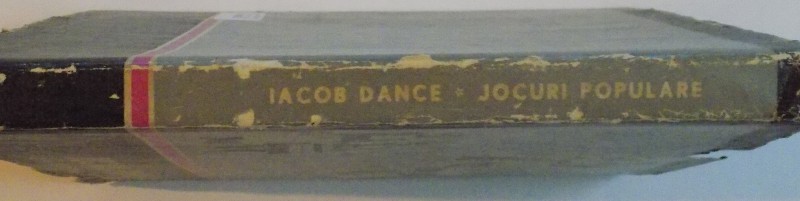 IACOB DANCE * JOCURI POPULARE